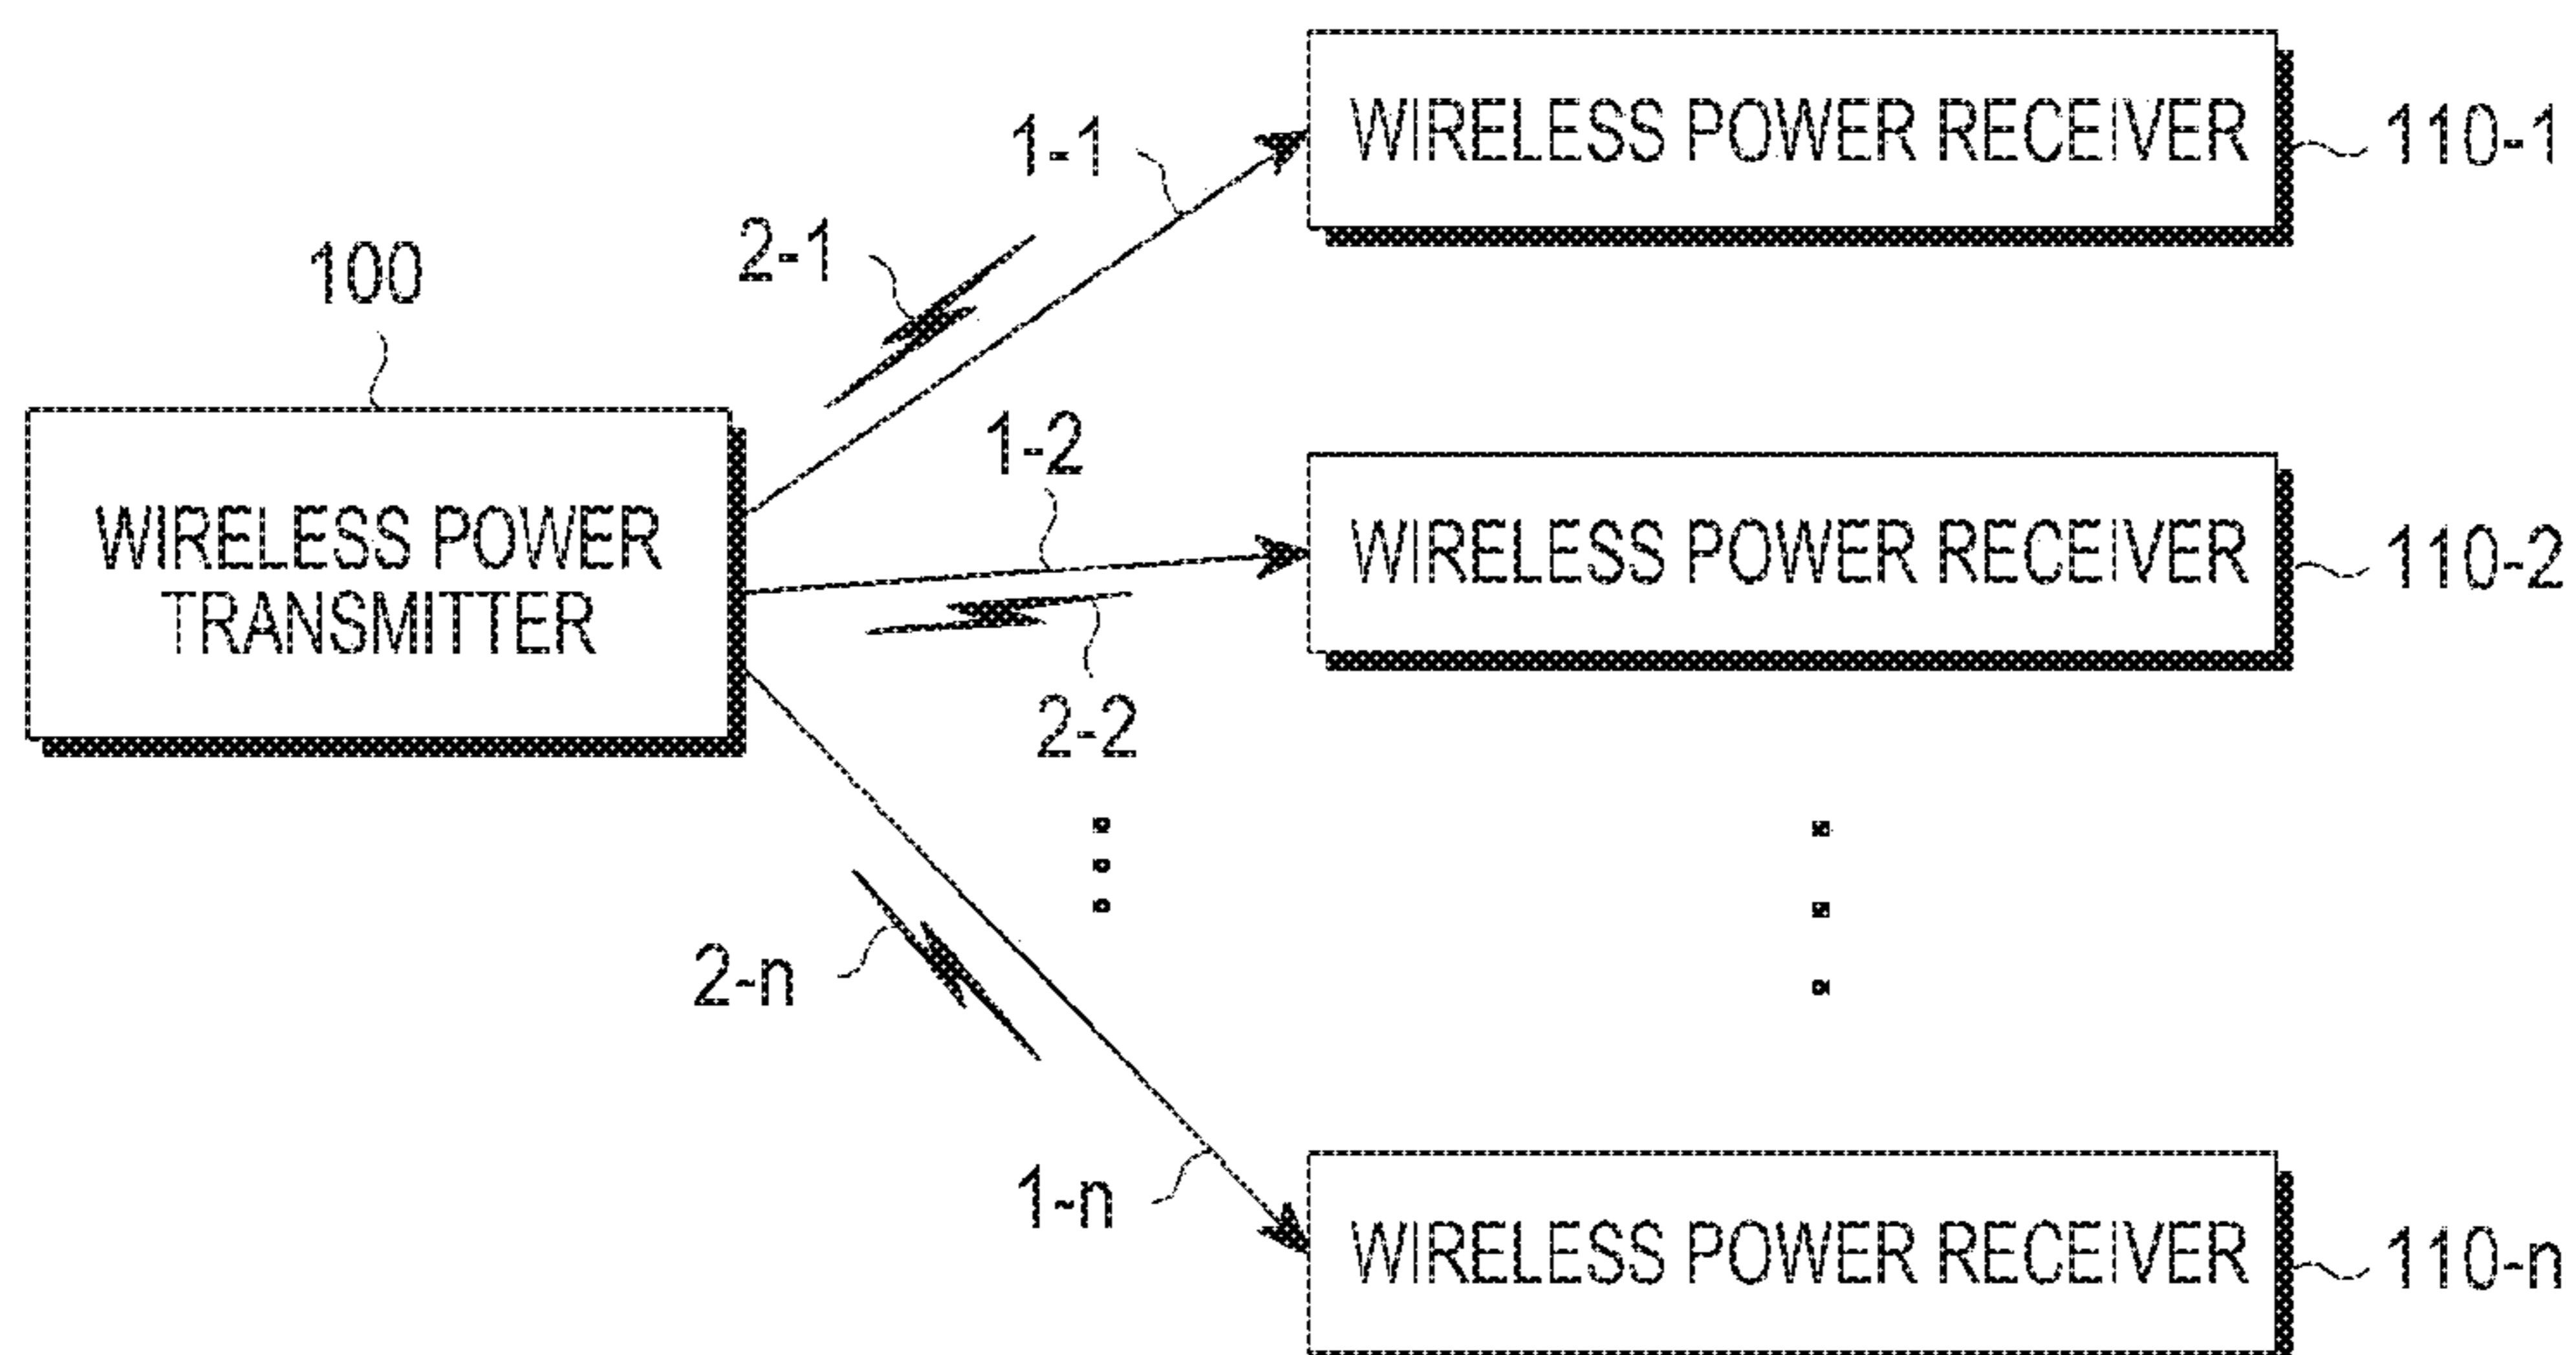 WIRELESS POWER RECEIVER
110-1
1-1
2-1
100
1-2
WIRELESS POWER RECEIVER
110-2
WIRELESS POWER
TRANSMITTER
2-2
2-n
1-n
WIRELESS POWER RECEIVER
110-n